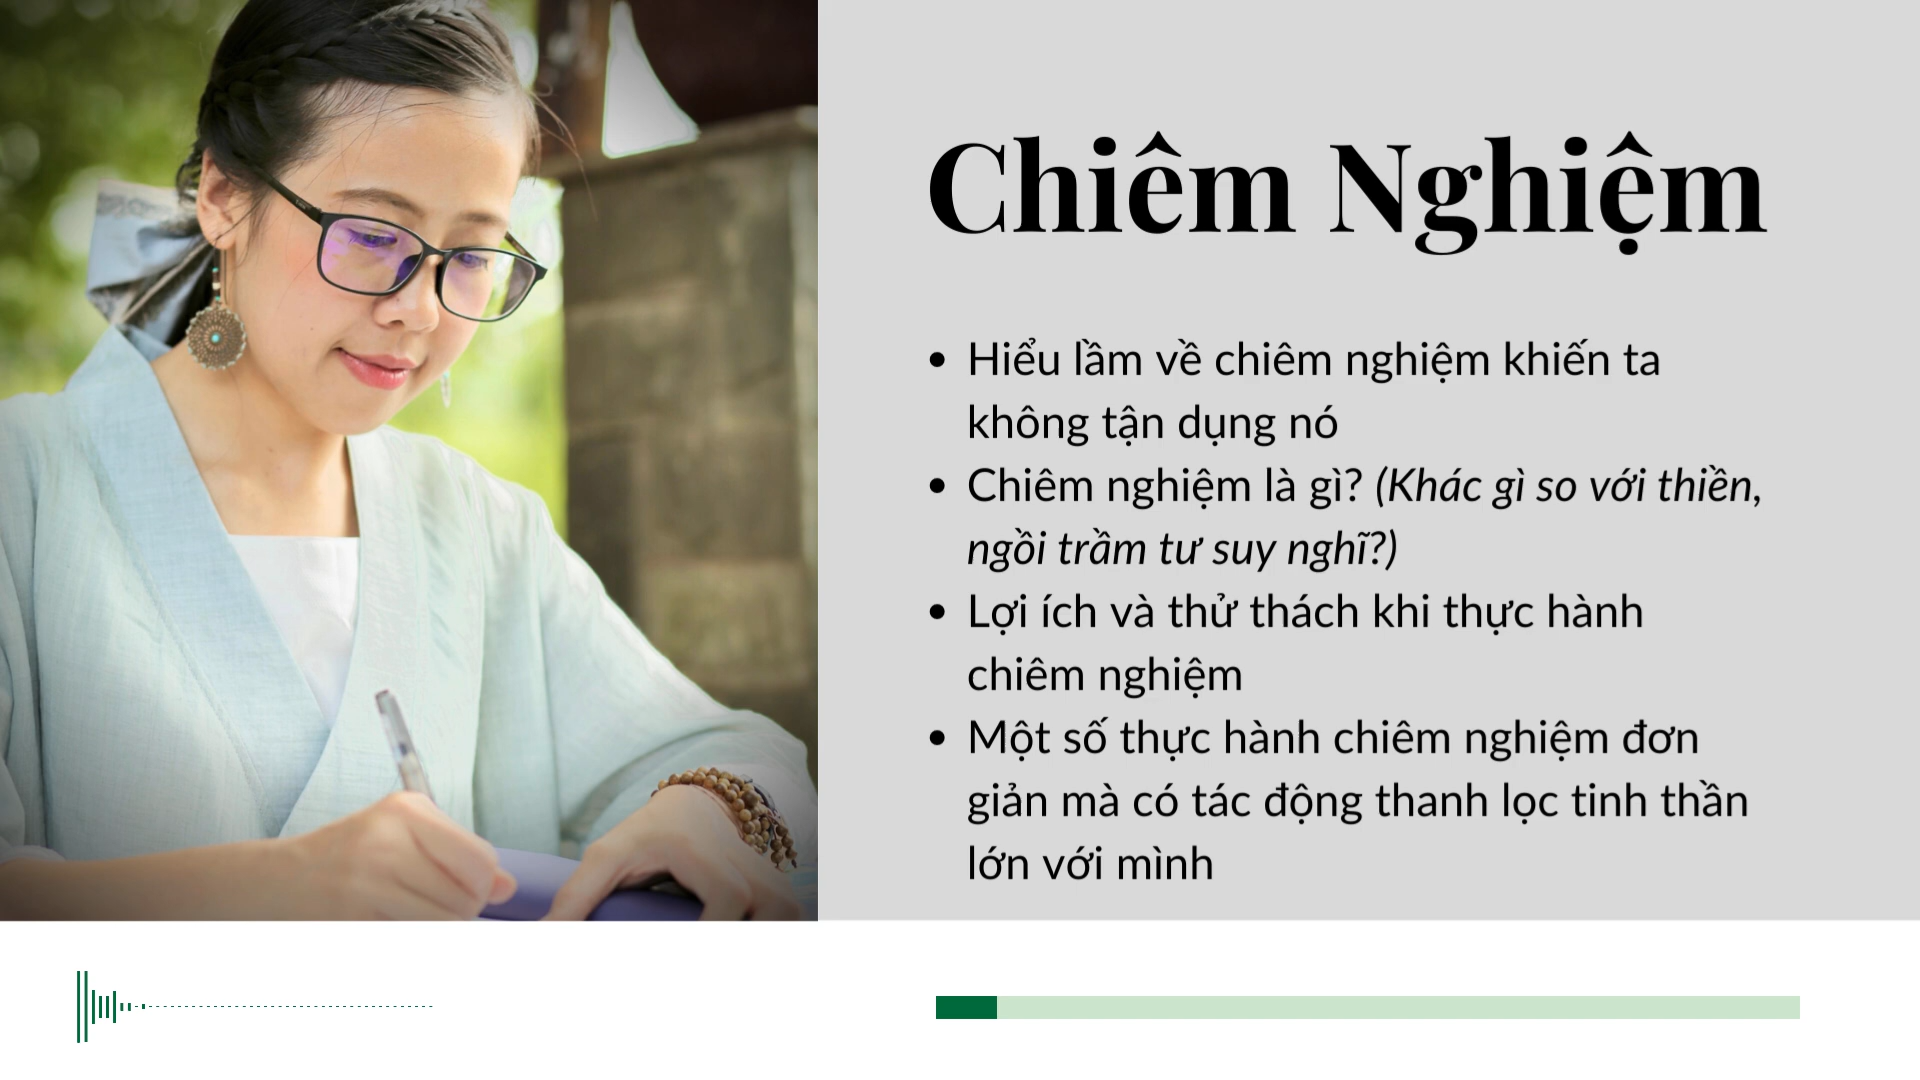 Chiêm Nghiệm
• Hiểu lầm về chiêm nghiệm khiến ta
không tận dụng nó
• Chiêm nghiệm là gì? (Khác gì so với thiền,
ngồi trầm tư suy nghĩ?)
• Lợi ích và thử thách khi thực hành
chiêm nghiệm
• Một số thực hành chiêm nghiệm đơn
giản mà có tác động thanh lọc tinh thần
lớn với mình